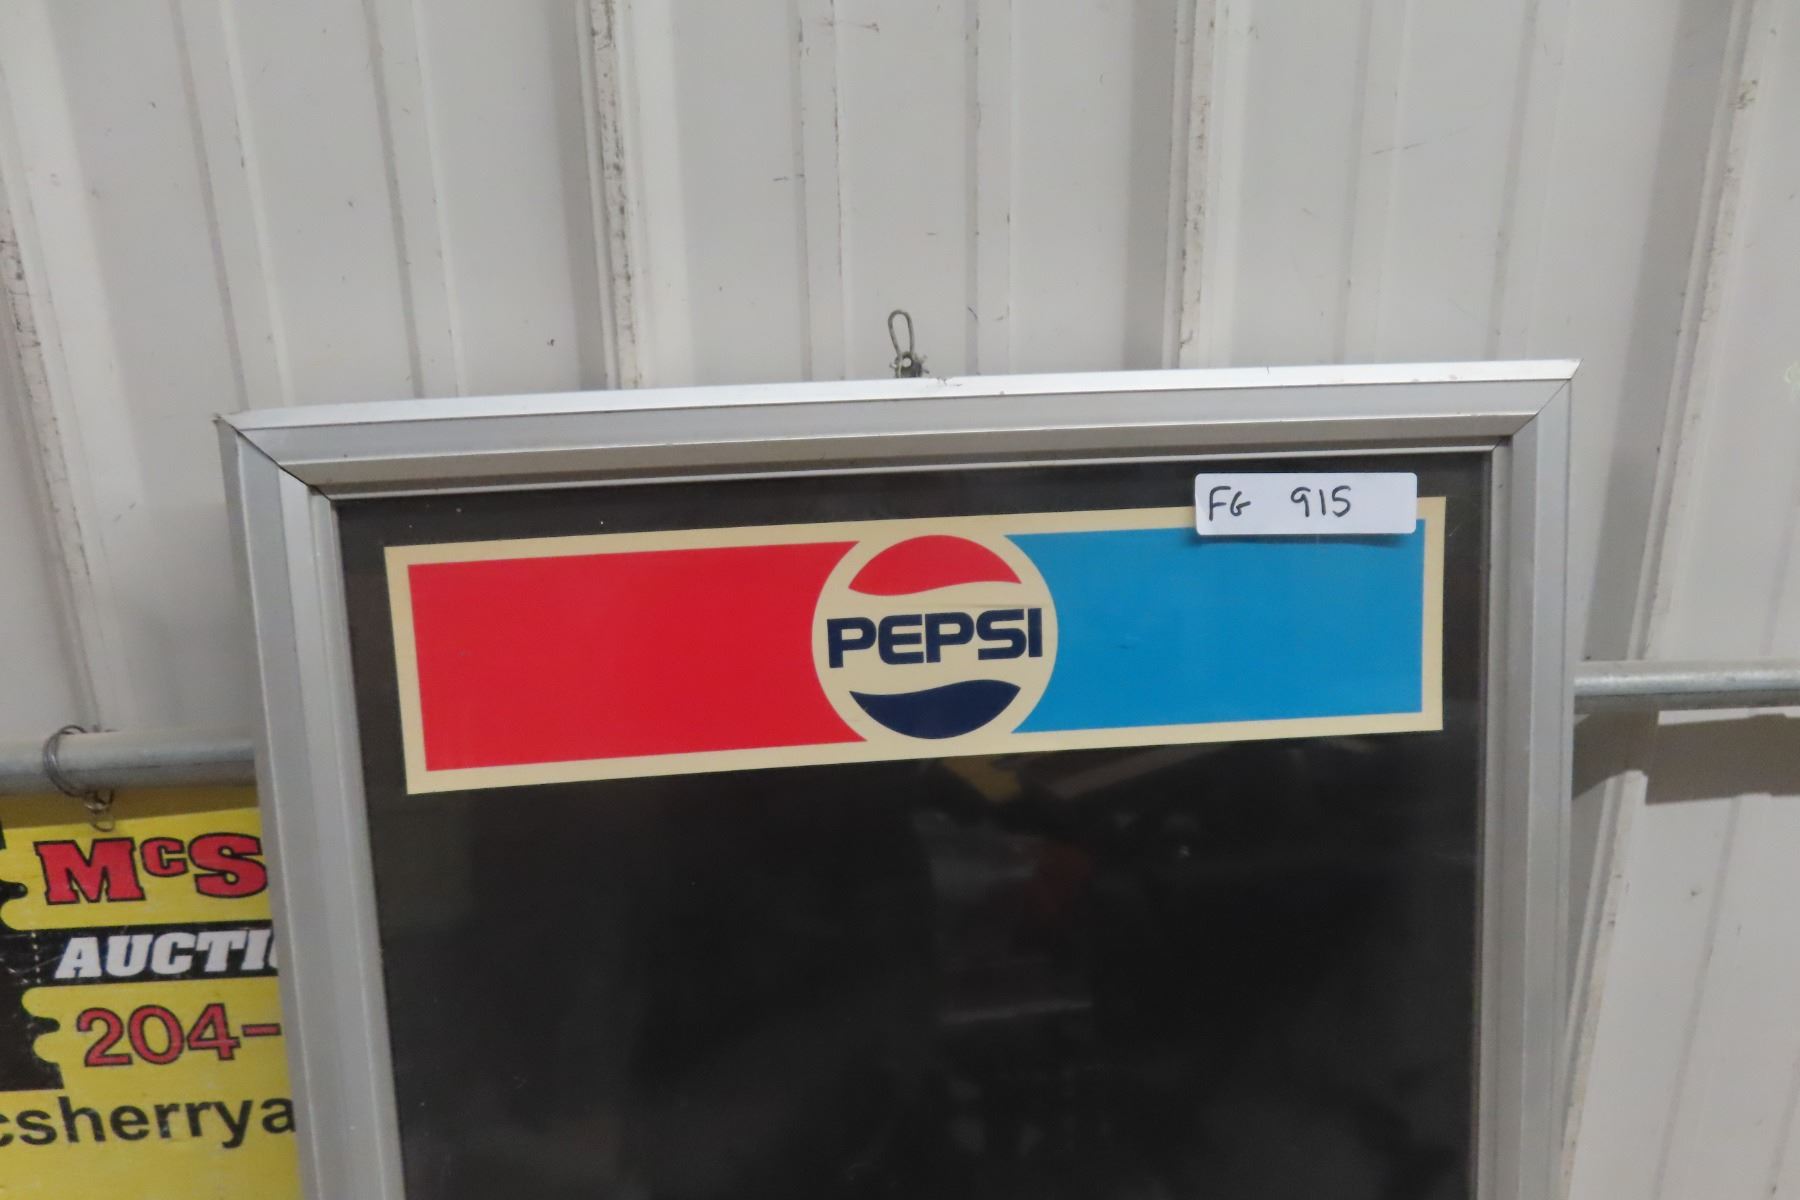 FG 915
PEPSI
McS
AUCTI
204-
csherrya